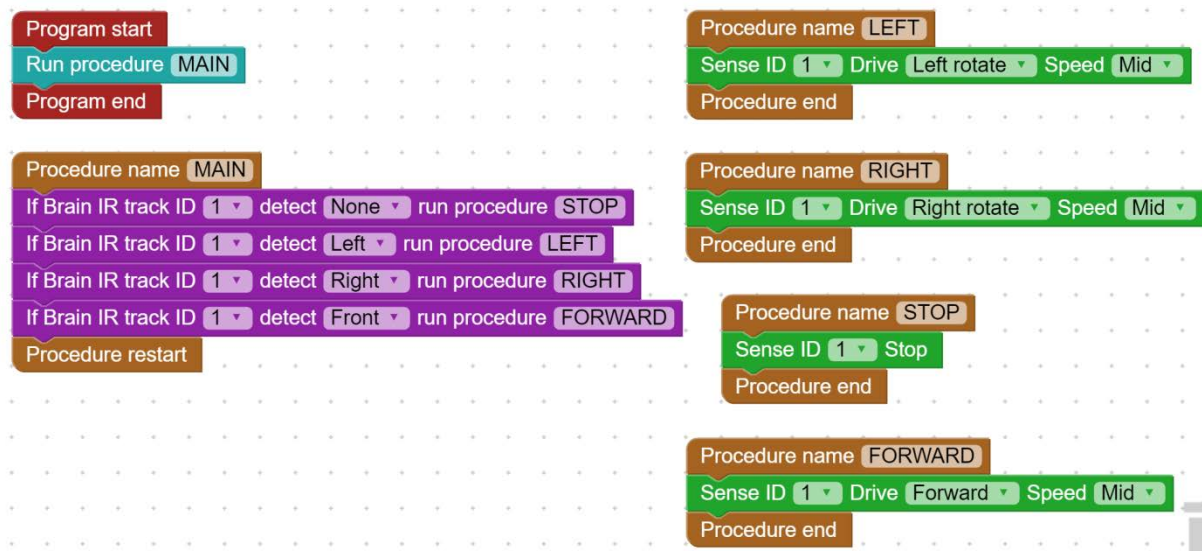 Program start
Run procedure MAIN
Program end
Procedure name MAIN
If Brain IR track ID 1 detect None run procedure STOP
If Brain IR track ID 1 detect Left run procedure LEFT
If Brain IR track ID 1 detect Right run procedure RIGHT
If Brain IR track ID 1 detect Front run procedure FORWARD
Procedure restart
Procedure name LEFT
Sense ID 1 Drive Left rotate Speed Mid
Procedure end
Procedure name RIGHT
Sense ID 1 Drive Right rotate Speed Mid
Procedure end
Procedure name STOP
Sense ID 1 Stop
Procedure end
Procedure name FORWARD
Sense ID 1 Drive Forward Speed Mid
Procedure end